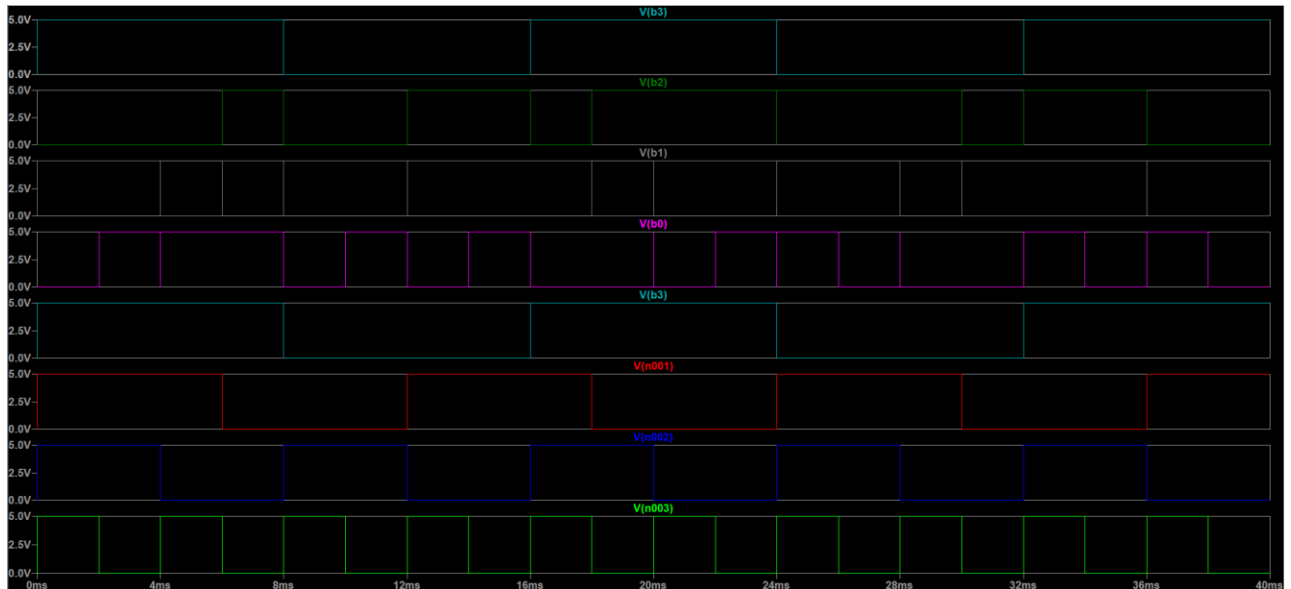 V(b3)
5.0V
2.5V
0.0V
V(b2)
5.0V
2.5V
0.0V
V(b1)
5.0V
2.5V
0.0V
V(b0)
5.0V
2.5V
0.0V
V(b3)
5.0V
2.5V
0.0V
V(n001)
5.0V
2.5V
0.0V
V(n002)
5.0V
2.5V
0.0V
V(n003)
5.0V
2.5V
0.0V
0ms 4ms 8ms 12ms 16ms 20ms 24ms 28ms 32ms 36ms 40ms